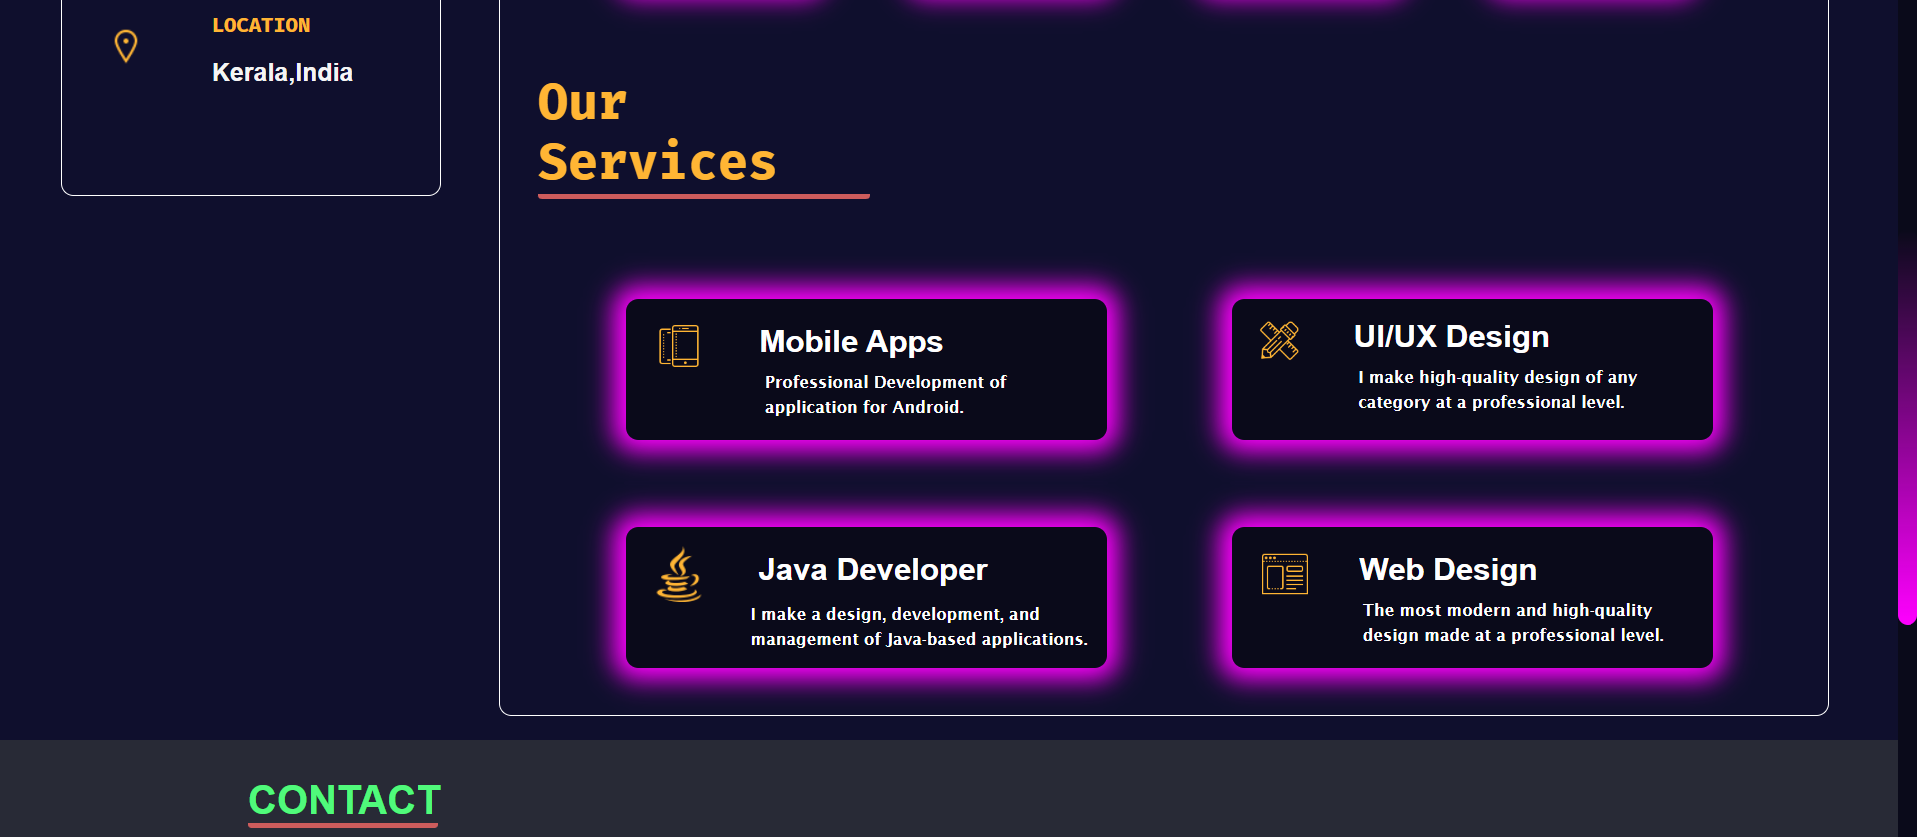 LOCATION
Kerala,India
Our
Services
Mobile Apps
Professional Development of
application for Android.
UI/UX Design
I make high-quality design of any
category at a professional level.
Java Developer
I make a design, development, and
management of Java-based applications.
Web Design
The most modern and high-quality
design made at a professional level.
CONTACT